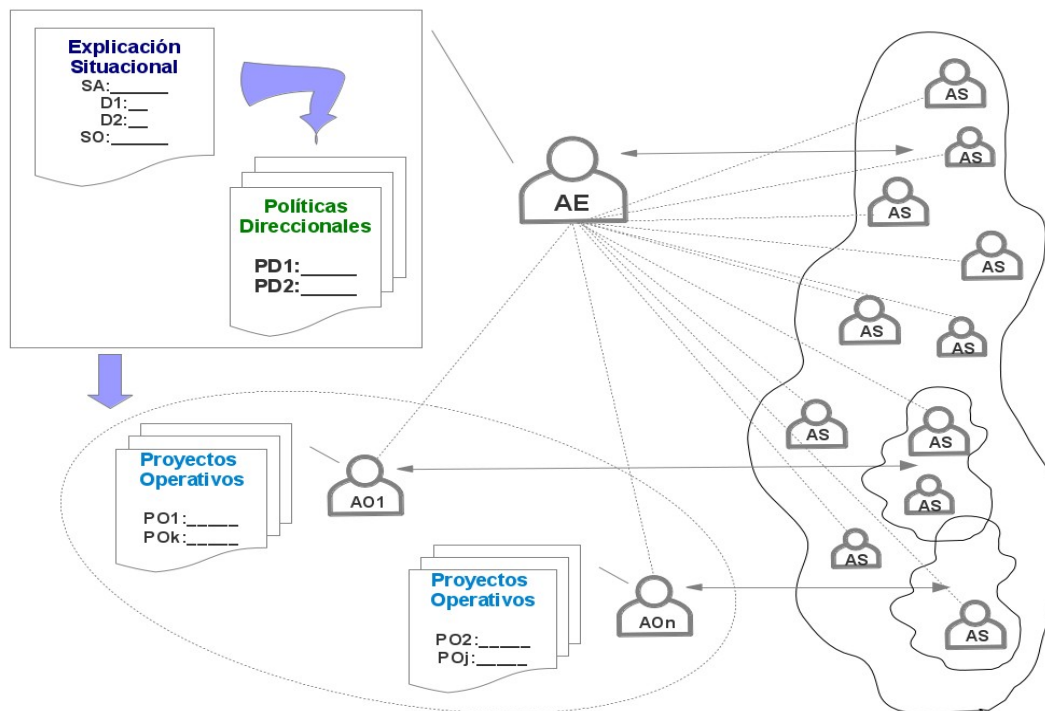 Explicación
Situacional
SA:______
D1:__
D2:__
SO:______
Políticas
Direccionales
PD1:_____
PD2:_____
AE
AS
AS
AS
AS
AS
AS
AS
AS
AS
AS
AS
Proyectos
Operativos
PO1:_____
POk:_____
AO1
Proyectos
Operativos
PO2:_____
POj:_____
AOn